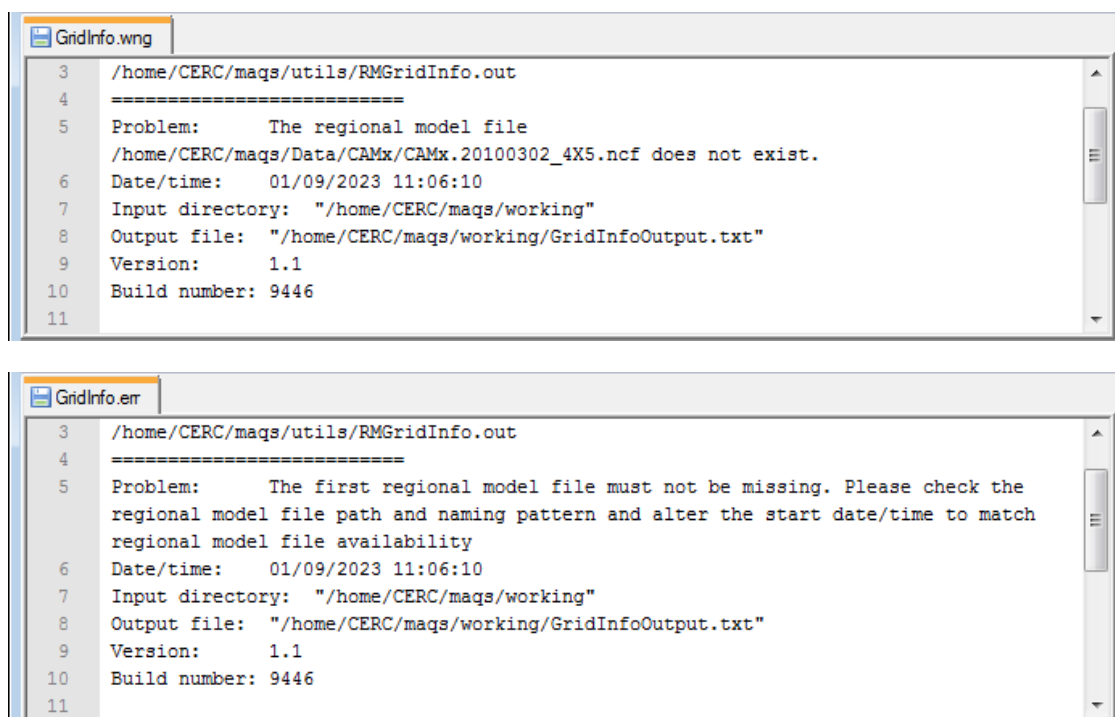 GridInfo.wng
3 /home/CERC/maqs/utils/RMGridInfo.out
4 ==========================
5 Problem: The regional model file
/home/CERC/maqs/Data/CAMx/CAMx.20100302_4X5.ncf does not exist.
6 Date/time: 01/09/2023 11:06:10
7 Input directory: "/home/CERC/maqs/working"
8 Output file: "/home/CERC/maqs/working/GridInfoOutput.txt"
9 Version: 1.1
10 Build number: 9446
11
GridInfo.err
3 /home/CERC/maqs/utils/RMGridInfo.out
4 ==========================
5 Problem: The first regional model file must not be missing. Please check the
regional model file path and naming pattern and alter the start date/time to match
regional model file availability
6 Date/time: 01/09/2023 11:06:10
7 Input directory: "/home/CERC/maqs/working"
8 Output file: "/home/CERC/maqs/working/GridInfoOutput.txt"
9 Version: 1.1
10 Build number: 9446
11